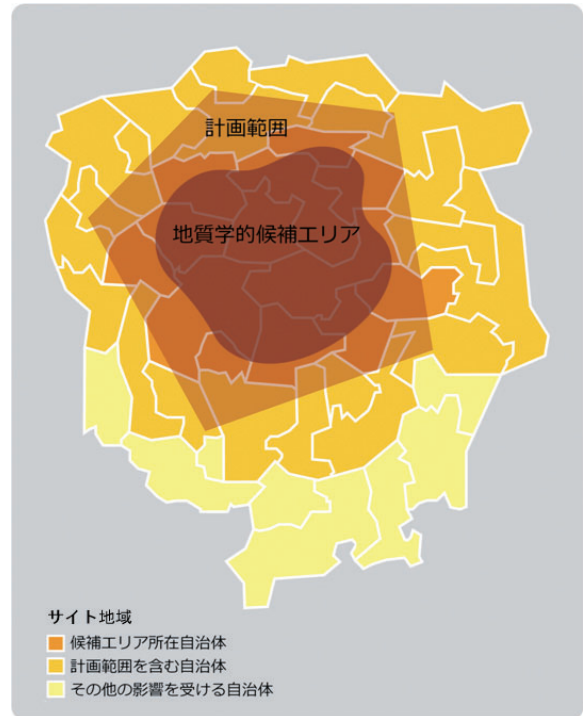 計画範囲
地質学的候補エリア
サイト地域
候補エリア所在自治体
計画範囲を含む自治体
その他の影響を受ける自治体